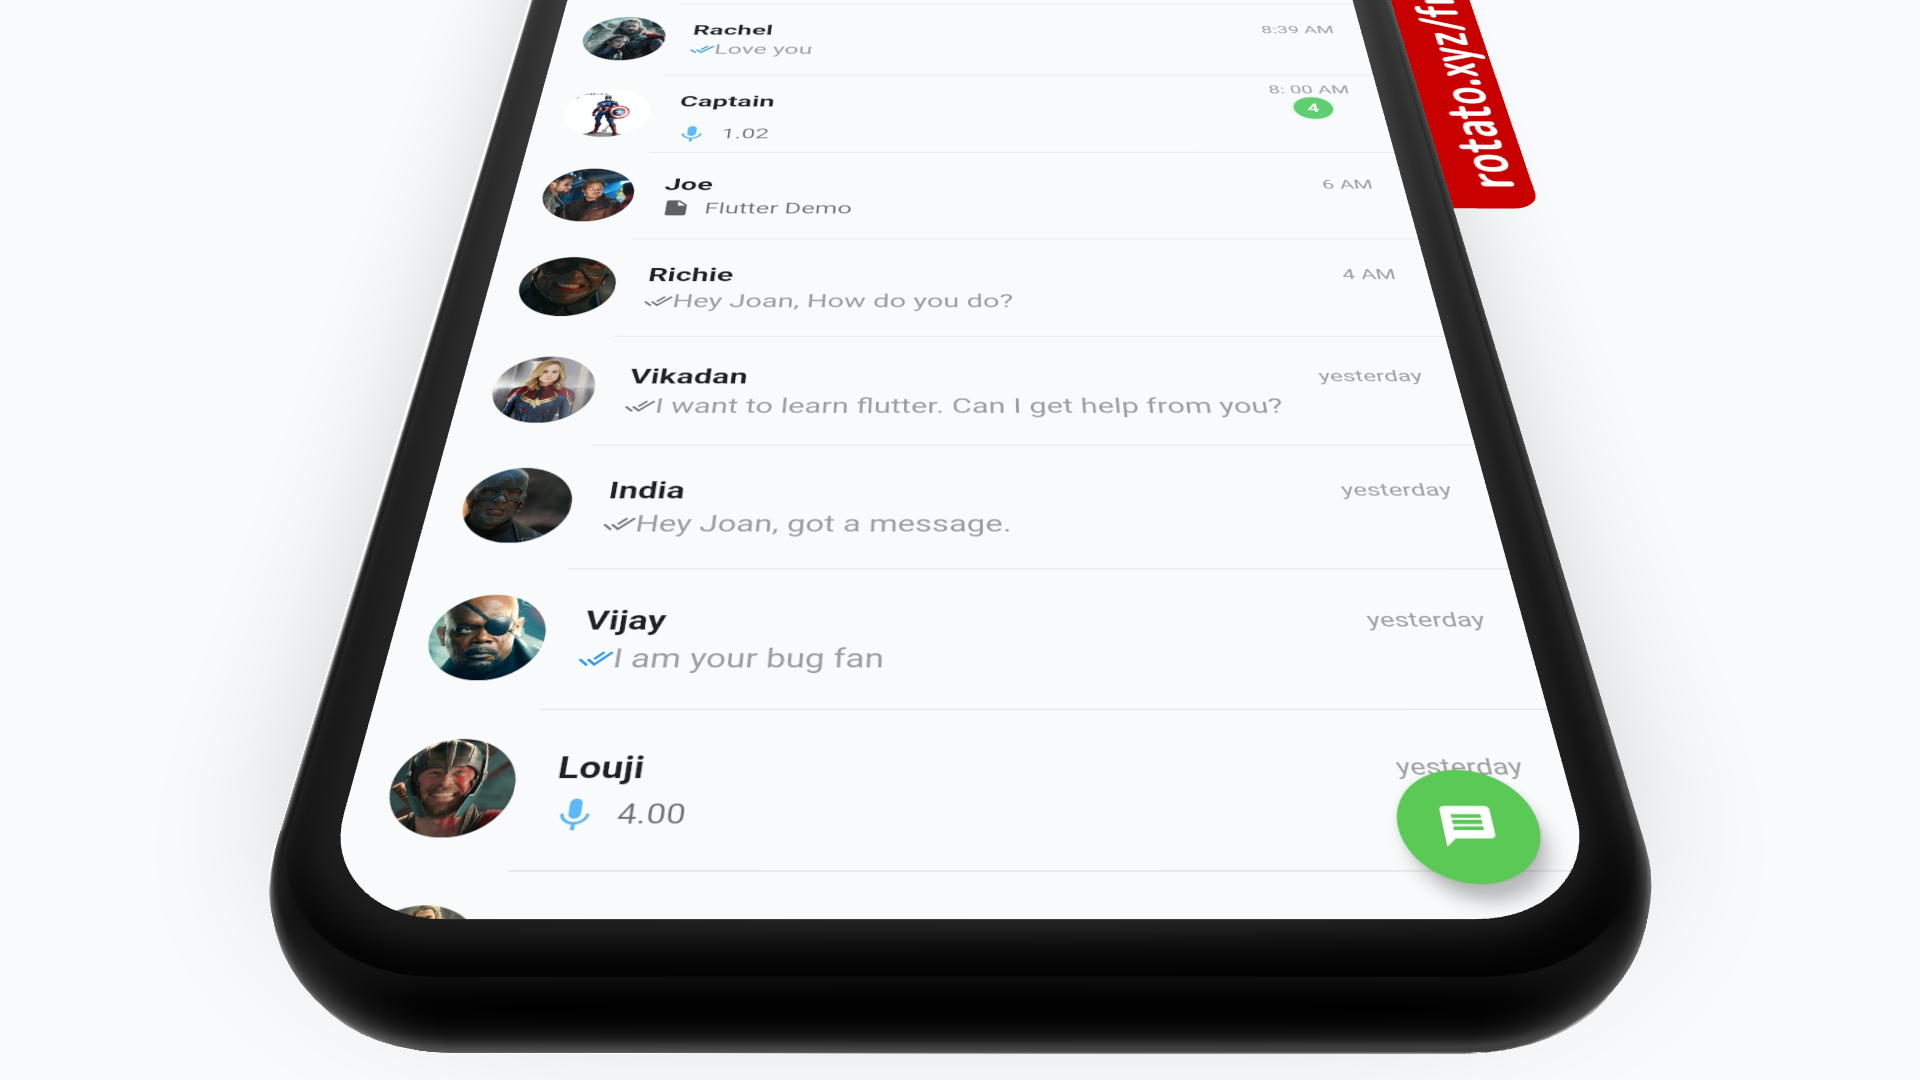 Rachel
8:39 AM
Love you
Captain
8: 00 AM
4
1.02
Joe
6 AM
Flutter Demo
Richie
4 AM
Hey Joan, How do you do?
Vikadan
yesterday
I want to learn flutter. Can I get help from you?
India
yesterday
Hey Joan, got a message.
Vijay
yesterday
I am your bug fan
Louji
yesterday
4.00
rotato.xyz/fr